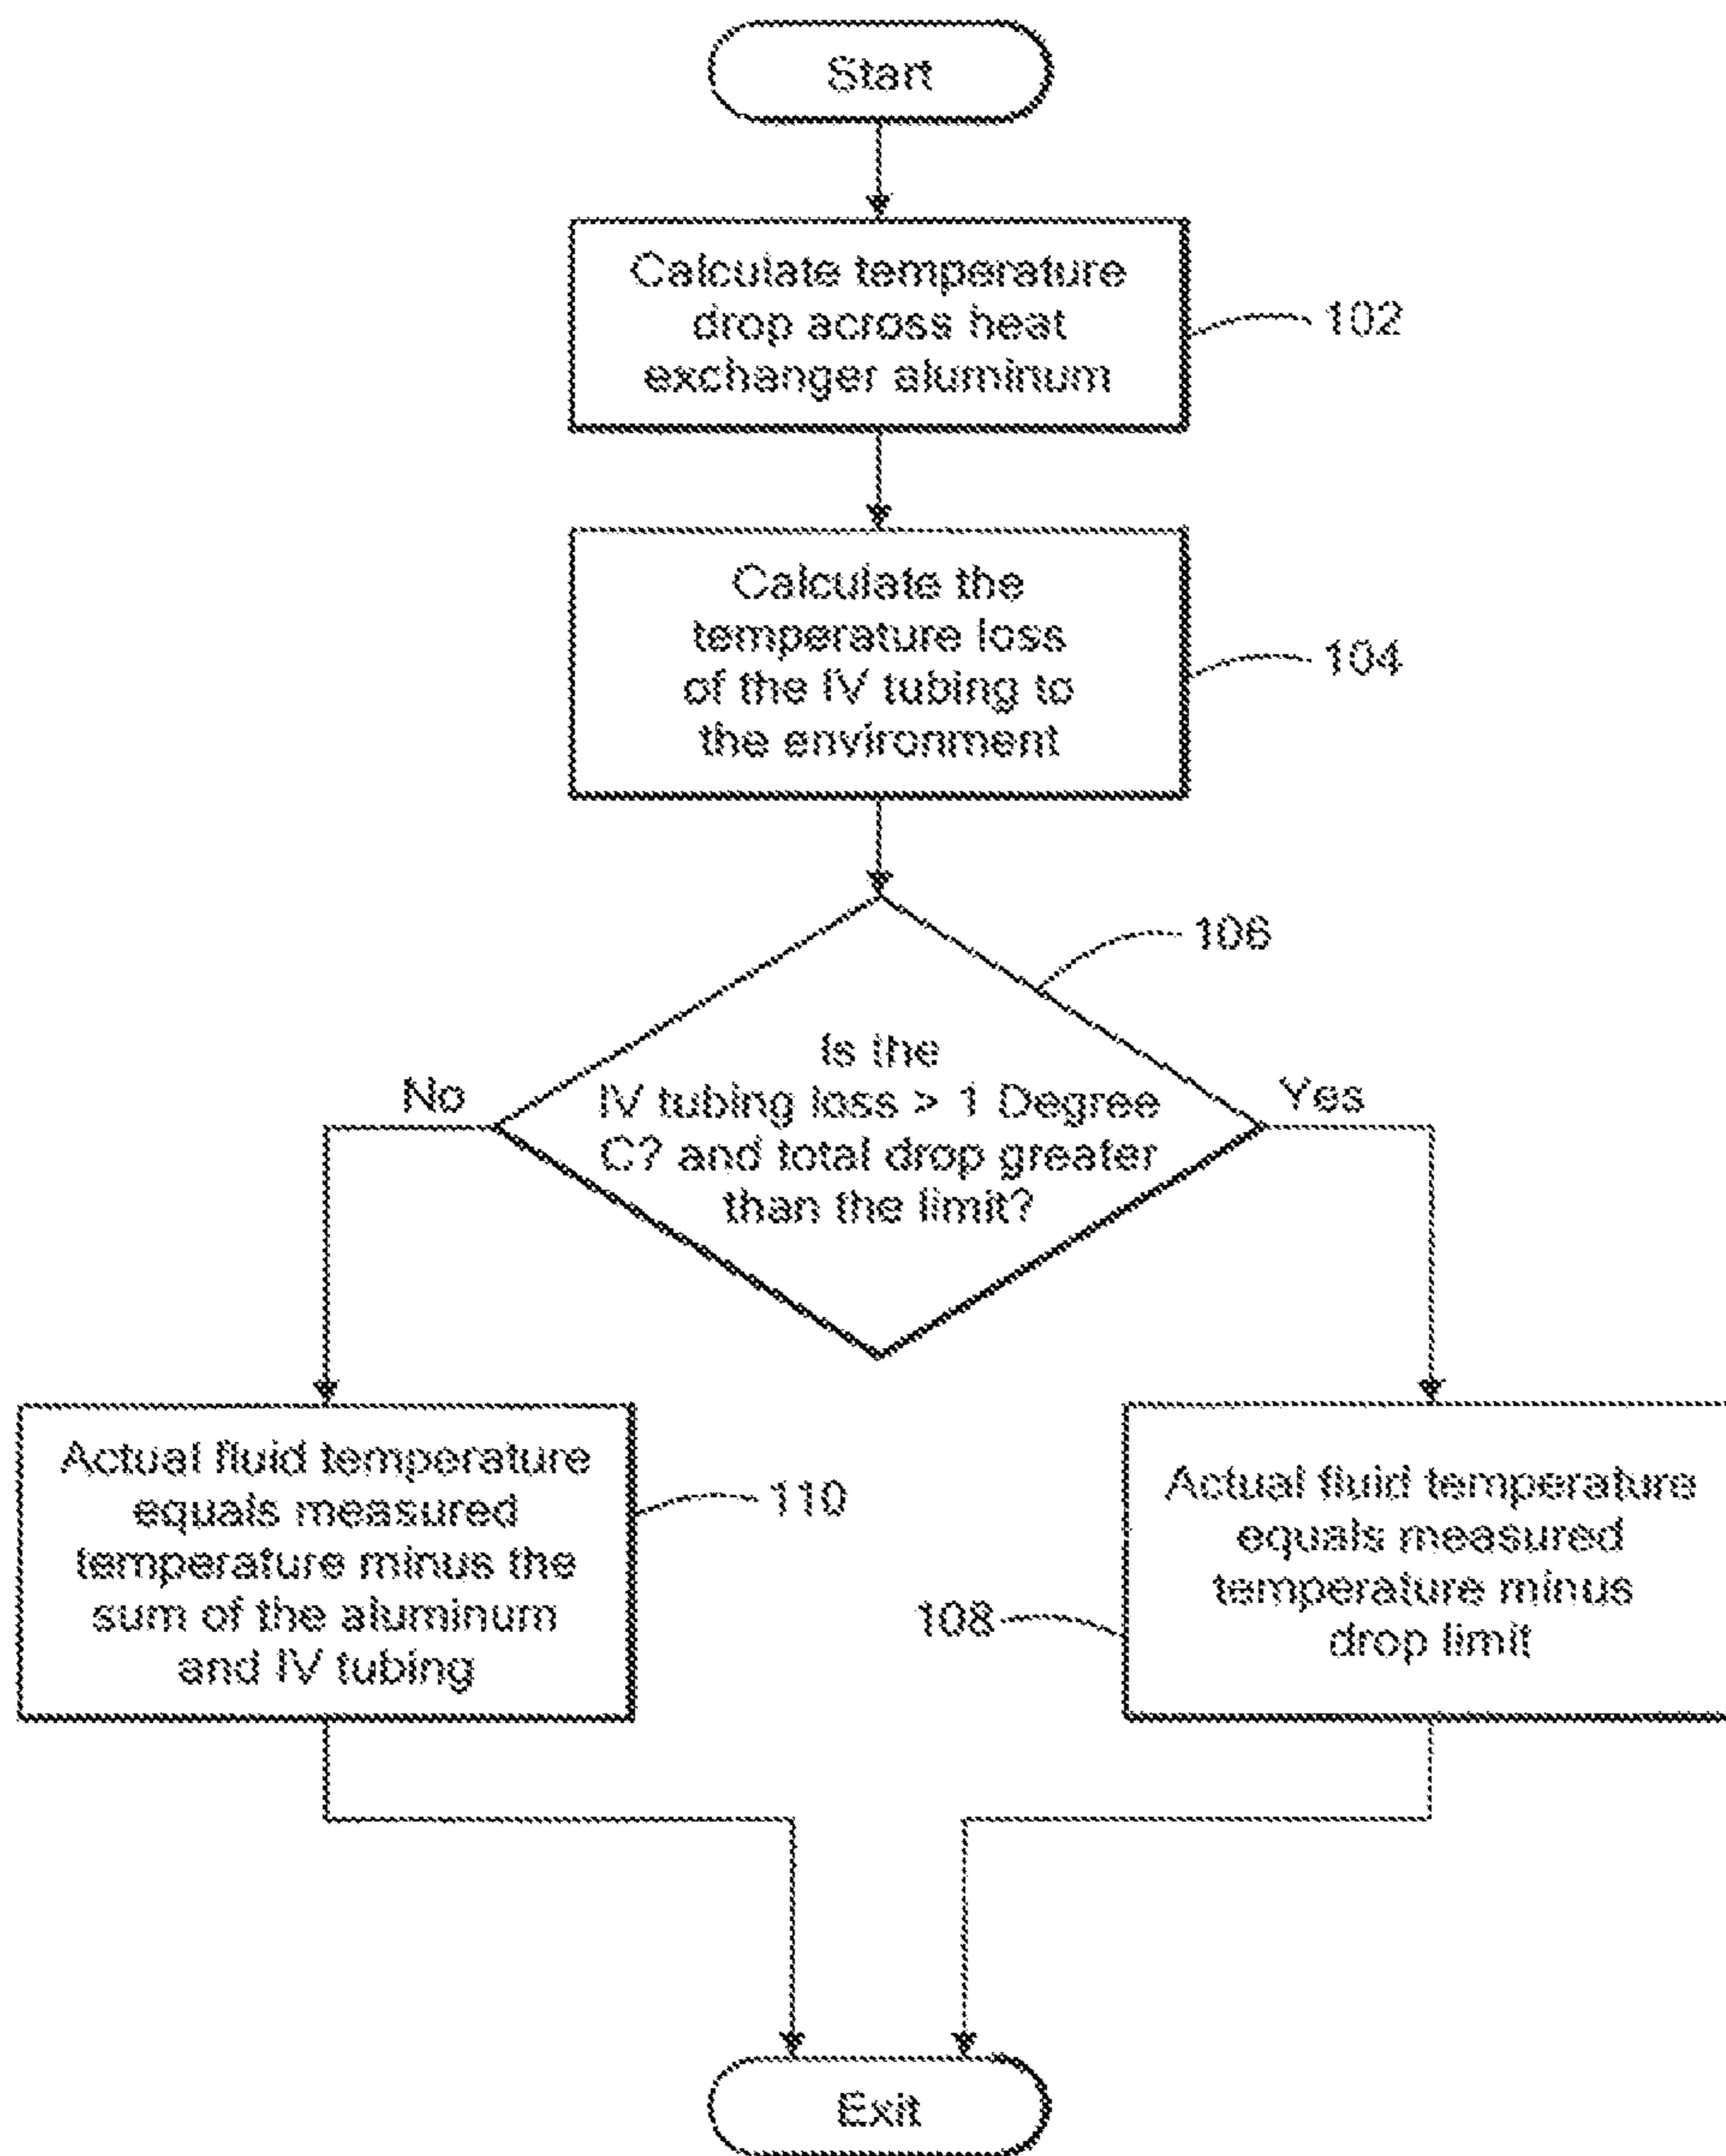 Start
Calculate temperature
drop across heat
exchanger aluminum
102
Calculate the
temperature loss
of the IV tubing to
the environment
104
106
Is the
IV tubing loss > 1 Degree
C? and total drop greater
than the limit?
No
Yes
Actual fluid temperature
equals measured
temperature minus the
sum of the aluminum
and IV tubing
110
Actual fluid temperature
equals measured
temperature minus
drop limit
108
Exit